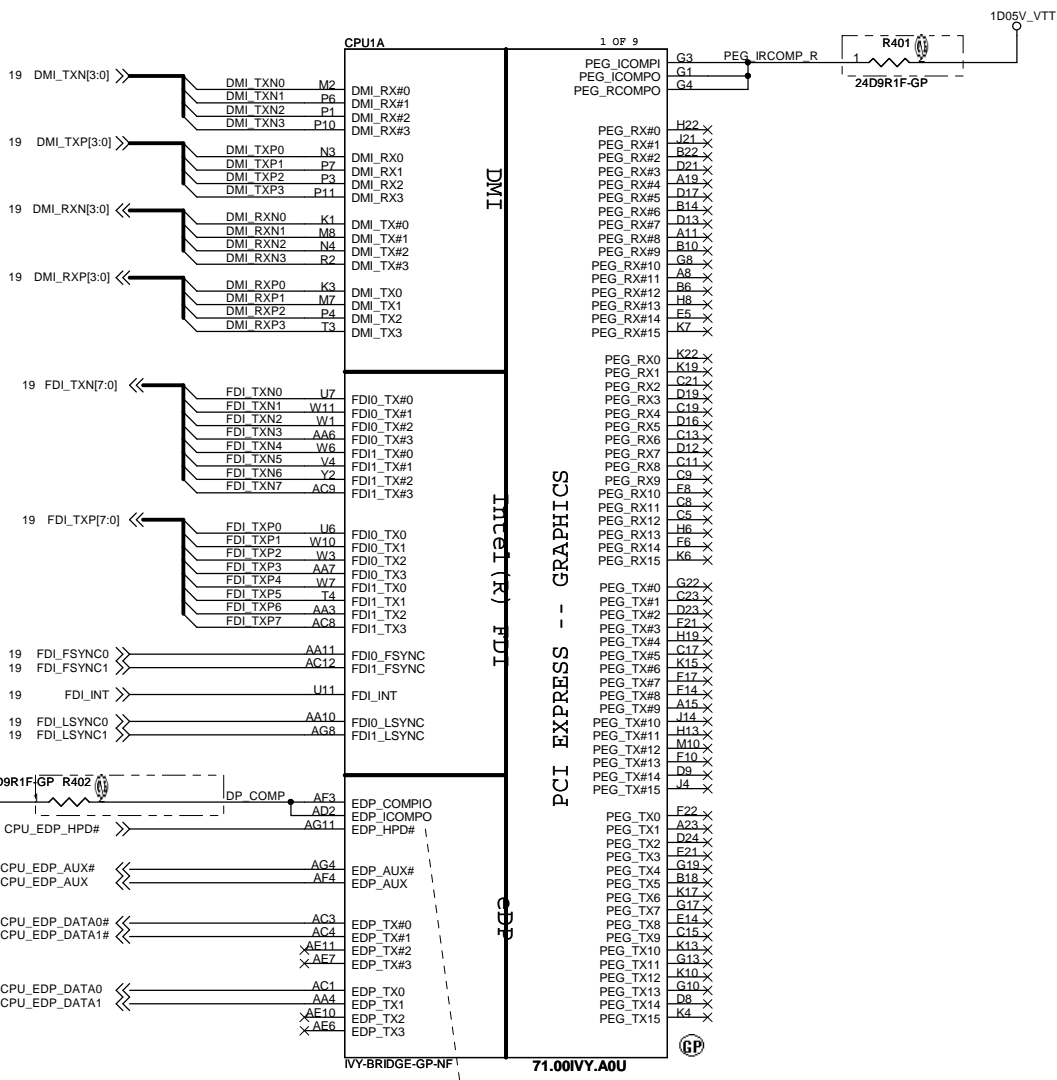 1D05V_VTT
CPU1A
1 OF 9
R401
1
2
24D9R1F-GP
PEG_IRCOMP_R
19 DMI_TXN[3:0]
DMI_TXN0 M2 DMI_RX#0
DMI_TXN1 P6 DMI_RX#1
DMI_TXN2 P1 DMI_RX#2
DMI_TXN3 P10 DMI_RX#3
19 DMI_TXP[3:0]
DMI_TXP0 N3 DMI_RX0
DMI_TXP1 P7 DMI_RX1
DMI_TXP2 P3 DMI_RX2
DMI_TXP3 P11 DMI_RX3
19 DMI_RXN[3:0]
DMI_RXN0 K1 DMI_TX#0
DMI_RXN1 M8 DMI_TX#1
DMI_RXN2 N4 DMI_TX#2
DMI_RXN3 R2 DMI_TX#3
19 DMI_RXP[3:0]
DMI_RXP0 K3 DMI_TX0
DMI_RXP1 M7 DMI_TX1
DMI_RXP2 P4 DMI_TX2
DMI_RXP3 T3 DMI_TX3
DMI
19 FDI_TXN[7:0]
FDI_TXN0 U7 FDI0_TX#0
FDI_TXN1 W11 FDI0_TX#1
FDI_TXN2 W1 FDI0_TX#2
FDI_TXN3 AA6 FDI0_TX#3
FDI_TXN4 W6 FDI1_TX#0
FDI_TXN5 V4 FDI1_TX#1
FDI_TXN6 Y2 FDI1_TX#2
FDI_TXN7 AC9 FDI1_TX#3
19 FDI_TXP[7:0]
FDI_TXP0 U6 FDI0_TX0
FDI_TXP1 W10 FDI0_TX1
FDI_TXP2 W3 FDI0_TX2
FDI_TXP3 AA7 FDI0_TX3
FDI_TXP4 W7 FDI1_TX0
FDI_TXP5 T4 FDI1_TX1
FDI_TXP6 AA3 FDI1_TX2
FDI_TXP7 AC8 FDI1_TX3
19 FDI_FSYNC0 AA11 FDI0_FSYNC
19 FDI_FSYNC1 AC12 FDI1_FSYNC
19 FDI_INT U11 FDI_INT
19 FDI_LSYNC0 AA10 FDI0_LSYNC
19 FDI_LSYNC1 AG8 FDI1_LSYNC
Intel(R) FDI
D9R1F-GP R402
1
2
DP_COMP AF3 EDP_COMPIO
AD2 EDP_ICOMPO
CPU_EDP_HPD# AG11 EDP_HPD#
CPU_EDP_AUX# AG4 EDP_AUX#
CPU_EDP_AUX AF4 EDP_AUX
CPU_EDP_DATA0# AC3 EDP_TX#0
CPU_EDP_DATA1# AC4 EDP_TX#1
AE11 EDP_TX#2
AE7 EDP_TX#3
CPU_EDP_DATA0 AC1 EDP_TX0
CPU_EDP_DATA1 AA4 EDP_TX1
AE10 EDP_TX2
AE6 EDP_TX3
eDP
PCI EXPRESS -- GRAPHICS
PEG_ICOMPI G3
PEG_ICOMPO G1
PEG_RCOMPO G4
PEG_RX#0 H22
PEG_RX#1 J21
PEG_RX#2 B22
PEG_RX#3 D21
PEG_RX#4 A19
PEG_RX#5 D17
PEG_RX#6 B14
PEG_RX#7 D13
PEG_RX#8 A11
PEG_RX#9 B10
PEG_RX#10 G8
PEG_RX#11 A8
PEG_RX#12 B6
PEG_RX#13 H8
PEG_RX#14 E5
PEG_RX#15 K7
PEG_RX0 K22
PEG_RX1 K19
PEG_RX2 C21
PEG_RX3 D19
PEG_RX4 C19
PEG_RX5 D16
PEG_RX6 C13
PEG_RX7 D12
PEG_RX8 C11
PEG_RX9 C9
PEG_RX10 F8
PEG_RX11 C8
PEG_RX12 C5
PEG_RX13 H6
PEG_RX14 F6
PEG_RX15 K6
PEG_TX#0 G22
PEG_TX#1 C23
PEG_TX#2 D23
PEG_TX#3 F21
PEG_TX#4 H19
PEG_TX#5 C17
PEG_TX#6 K15
PEG_TX#7 F17
PEG_TX#8 F14
PEG_TX#9 A15
PEG_TX#10 J14
PEG_TX#11 H13
PEG_TX#12 M10
PEG_TX#13 F10
PEG_TX#14 D9
PEG_TX#15 J4
PEG_TX0 F22
PEG_TX1 A23
PEG_TX2 D24
PEG_TX3 E21
PEG_TX4 G19
PEG_TX5 B18
PEG_TX6 K17
PEG_TX7 G17
PEG_TX8 E14
PEG_TX9 C15
PEG_TX10 K13
PEG_TX11 G13
PEG_TX12 K10
PEG_TX13 G10
PEG_TX14 D8
PEG_TX15 K4
GP
IVY-BRIDGE-GP-NF
71.00IVY.A0U